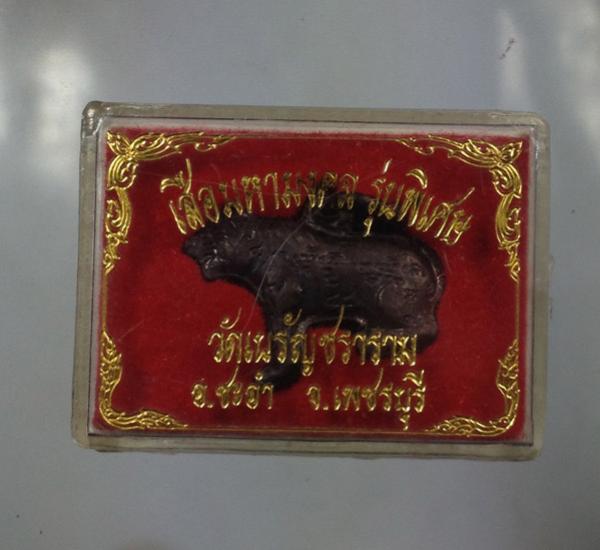 เสือมหามงคล รุ่นพิเศษ
วัดเนรัญชราราม
อ.ชะอำ จ.เพชรบุรี